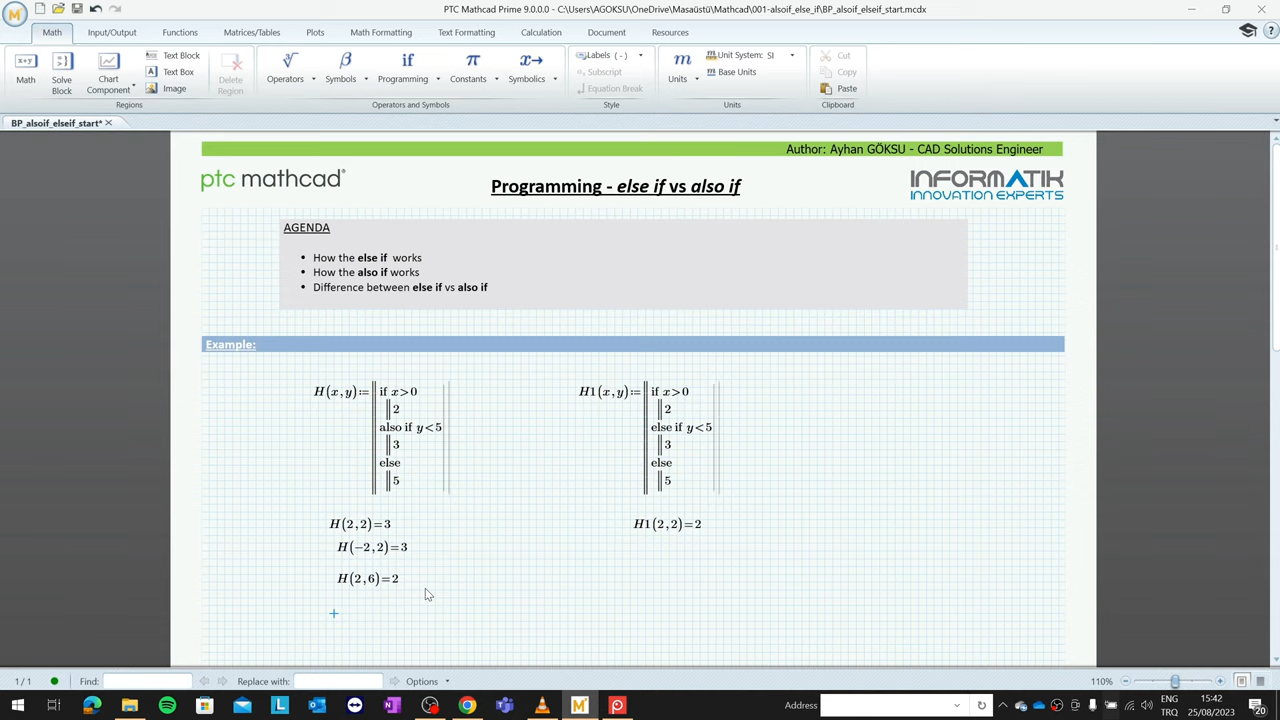 PTC Mathcad Prime 9.0.0.0 - C:\Users\AGOKSU\OneDrive\Masaüstü\Mathcad\001-alsoif_else_if\BP_alsoif_elseif_start.mcdx
Math Input/Output Functions Matrices/Tables Plots Math Formatting Text Formatting Calculation Document Resources
Math
Solve Block
Chart Component
Text Block
Text Box
Image
Delete Region
Regions
Operators
Symbols
Programming
Constants
Symbolics
Operators and Symbols
Labels ( - )
Subscript
Equation Break
Style
Units
Unit System: SI
Base Units
Units
Cut
Copy
Paste
Clipboard
BP_alsoif_elseif_start*
Author: Ayhan GÖKSU - CAD Solutions Engineer
ptc mathcad®
Programming - else if vs also if
INFORMATIK
INNOVATION EXPERTS
AGENDA
• How the else if works
• How the also if works
• Difference between else if vs also if
Example:
H(x,y):= if x>0
2
also if y<5
3
else
5
H1(x,y):= if x>0
2
else if y<5
3
else
5
H(2,2)=3
H1(2,2)=2
H(−2,2)=3
H(2,6)=2
1 / 1 Find: Replace with: Options 110%
Address
ENG
TRQ
15:42
25/08/2023
20